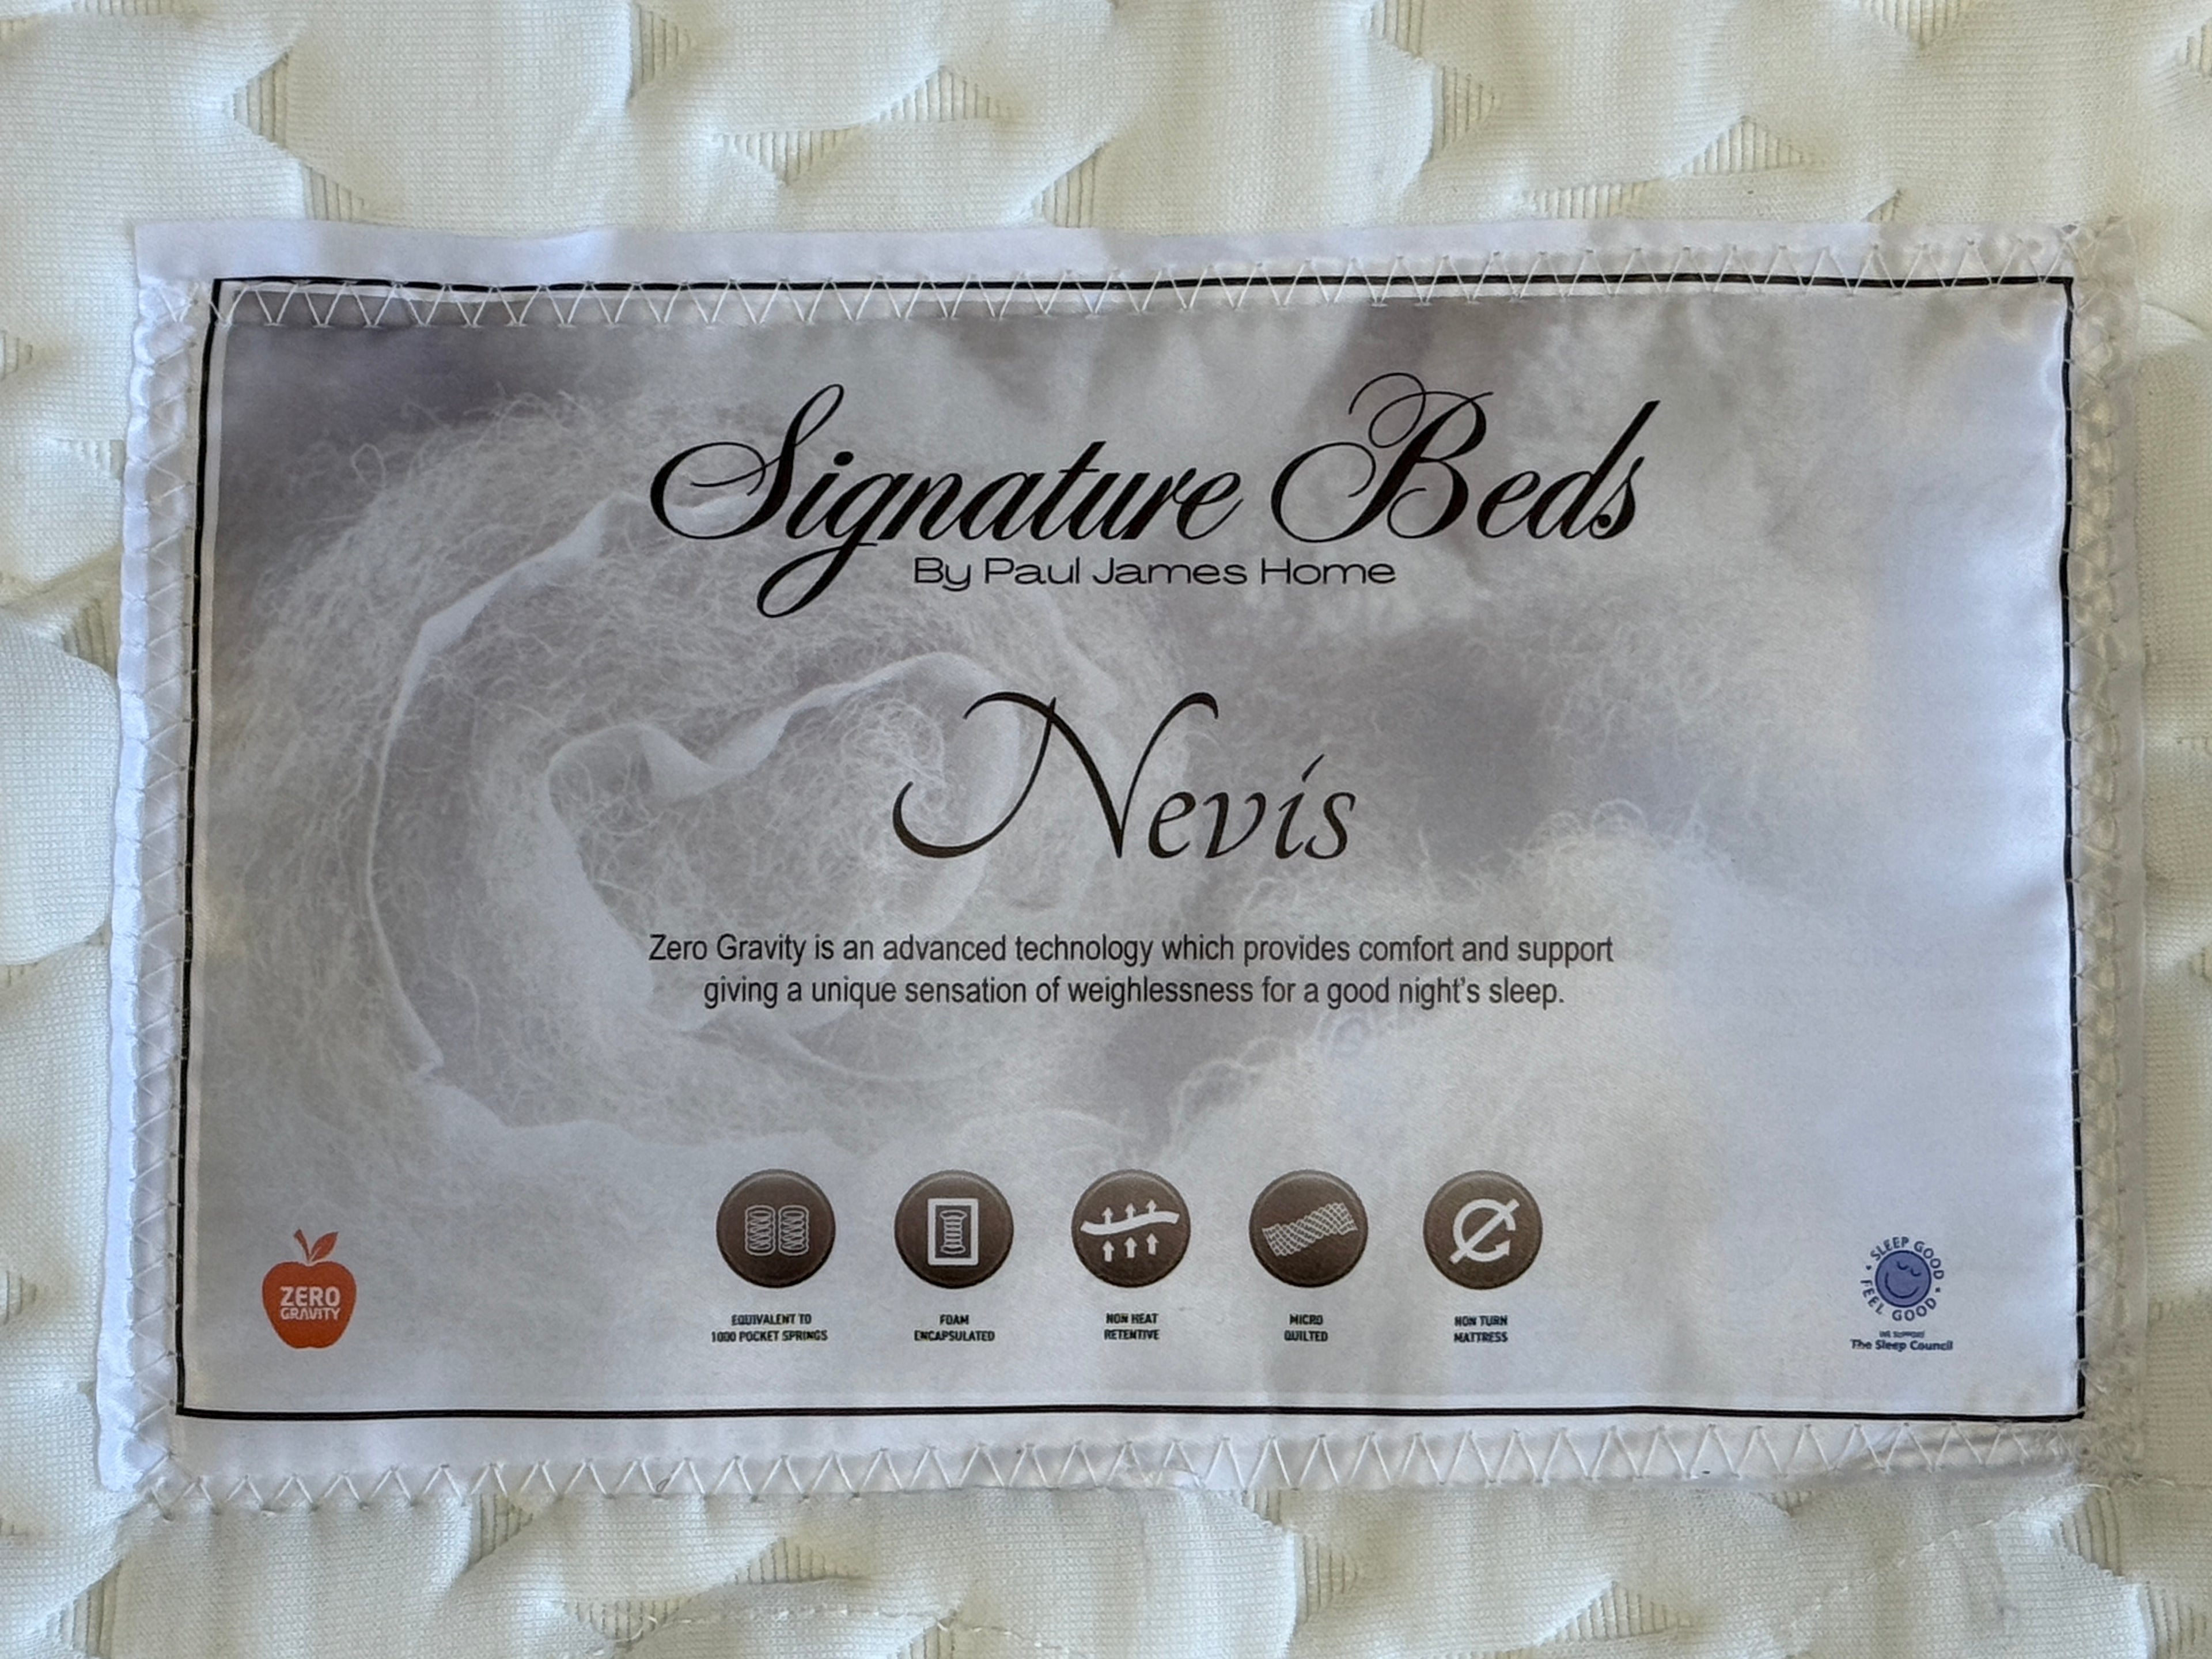 Signature Beds
By Paul James Home
Nevis
Zero Gravity is an advanced technology which provides comfort and support
giving a unique sensation of weighlessness for a good night's sleep.
ZERO
GRAVITY
EQUIVALENT TO
1000 POCKET SPRINGS
FOAM
ENCAPSULATED
NON HEAT
RETENTIVE
MICRO
QUILTED
NON TURN
MATTRESS
SLEEP GOOD
FEEL GOOD
WE SUPPORT
The Sleep Council